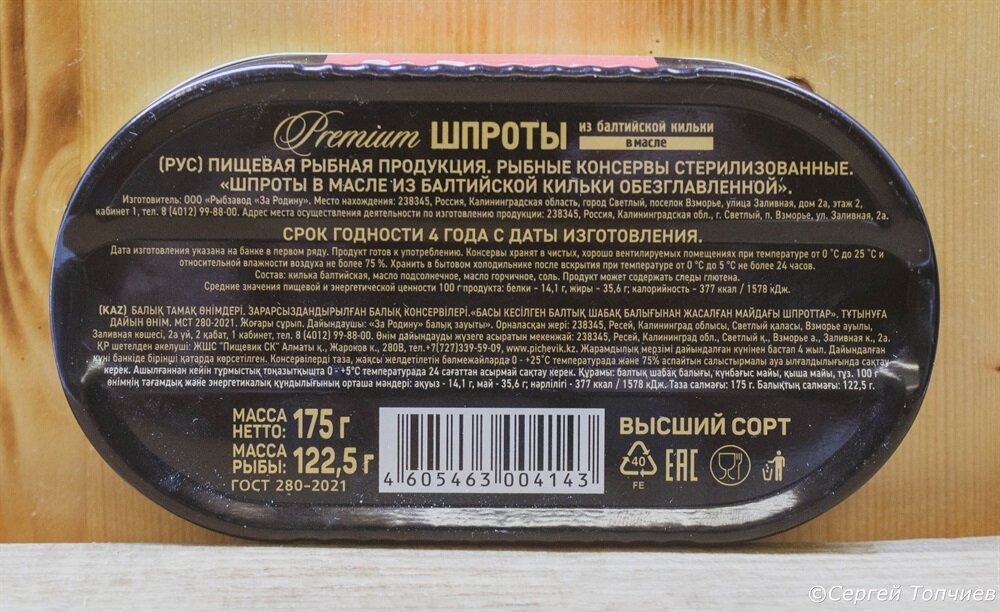 Premium ШПРОТЫ из балтийской кильки
в масле
(РУС) ПИЩЕВАЯ РЫБНАЯ ПРОДУКЦИЯ. РЫБНЫЕ КОНСЕРВЫ СТЕРИЛИЗОВАННЫЕ.
«ШПРОТЫ В МАСЛЕ ИЗ БАЛТИЙСКОЙ КИЛЬКИ ОБЕЗГЛАВЛЕННОЙ».
Изготовитель: ООО «Рыбзавод «За Родину». Место нахождения: 238345, Россия, Калининградская область, город Светлый, поселок Взморье, улица Заливная, дом 2а, этаж 2,
кабинет 1, тел. 8 (4012) 99-88-00. Адрес места осуществления деятельности по изготовлению продукции: 238345, Россия, Калининградская обл., г. Светлый, п. Взморье, ул. Заливная, 2а.
СРОК ГОДНОСТИ 4 ГОДА С ДАТЫ ИЗГОТОВЛЕНИЯ.
Дата изготовления указана на банке в первом ряду. Продукт готов к употреблению. Консервы хранят в чистых, хорошо вентилируемых помещениях при температуре от 0 °С до 25 °С и
относительной влажности воздуха не более 75 %. Хранить в бытовом холодильнике после вскрытия при температуре от 0 °С до 5 °С не более 24 часов.
Состав: килька балтийская, масло подсолнечное, масло горчичное, соль. Продукт может содержать следы глютена.
Средние значения пищевой и энергетической ценности 100 г продукта: белки - 14,1 г, жиры - 35,6 г; калорийность - 377 ккал / 1578 кДж.
(KAZ) БАЛЫҚ ТАМАҚ ӨНІМДЕРІ. ЗАРАРСЫЗДАНДЫРЫЛҒАН БАЛЫҚ КОНСЕРВІЛЕРІ.«БАСЫ КЕСІЛГЕН БАЛТЫҚ ШАБАҚ БАЛЫҒЫНАН ЖАСАЛҒАН МАЙДАҒЫ ШПРОТТАР». ТҰТЫНУҒА
ДАЙЫН ӨНІМ. МСТ 280-2021. Жоғары сұрып. Дайындаушы: «За Родину» балық зауыты». Орналасқан жері: 238345, Ресей, Калининград облысы, Светлый қаласы, Взморье ауылы,
Заливная көшесі, 2а үй, 2 қабат, 1 кабинет, тел. 8 (4012) 99-88-00. Өнім дайындауды жүзеге асыратын мекенжай: 238345, Ресей, Калининград обл., Светлый қ., Взморье а., Заливная к., 2а.
ҚР шетелден әкелуші: ЖШС "Пищевик СК" Алматы қ., Жароков к., 280В, тел.+7(727)339-59-09, www.pichevik.kz. Жарамдылық мерзімі дайындалған күнінен бастап 4 жыл. Дайындалған
күні банкіде бірінші қатарда көрсетілген. Консервілерді таза, жақсы желдетілетін бөлмежайларда 0 - +25˚С температурада және 75% аспайтын салыстырмалы ауа ылғалдылығында сақтау
керек. Ашылғаннан кейін тұрмыстық тоңазытқышта 0 - +5°С температурада 24 сағаттан асырмай сақтау керек. Құрамы: балтық шабақ балығы, күнбағыс майы, қыша майы, тұз. 100 г
өнімнің тағамдық және энергетикалық құндылығының орташа мәндері: ақуыз - 14,1 г, май - 35,6 г; нәрлілігі - 377 ккал / 1578 кДж. Таза салмағы: 175 г. Балықтың салмағы: 122,5 г.
МАССА НЕТТО: 175 г
МАССА РЫБЫ: 122,5 г
ГОСТ 280-2021
4 605463 004143
ВЫСШИЙ СОРТ
40
FE
EAC
©Сергей Топчиев